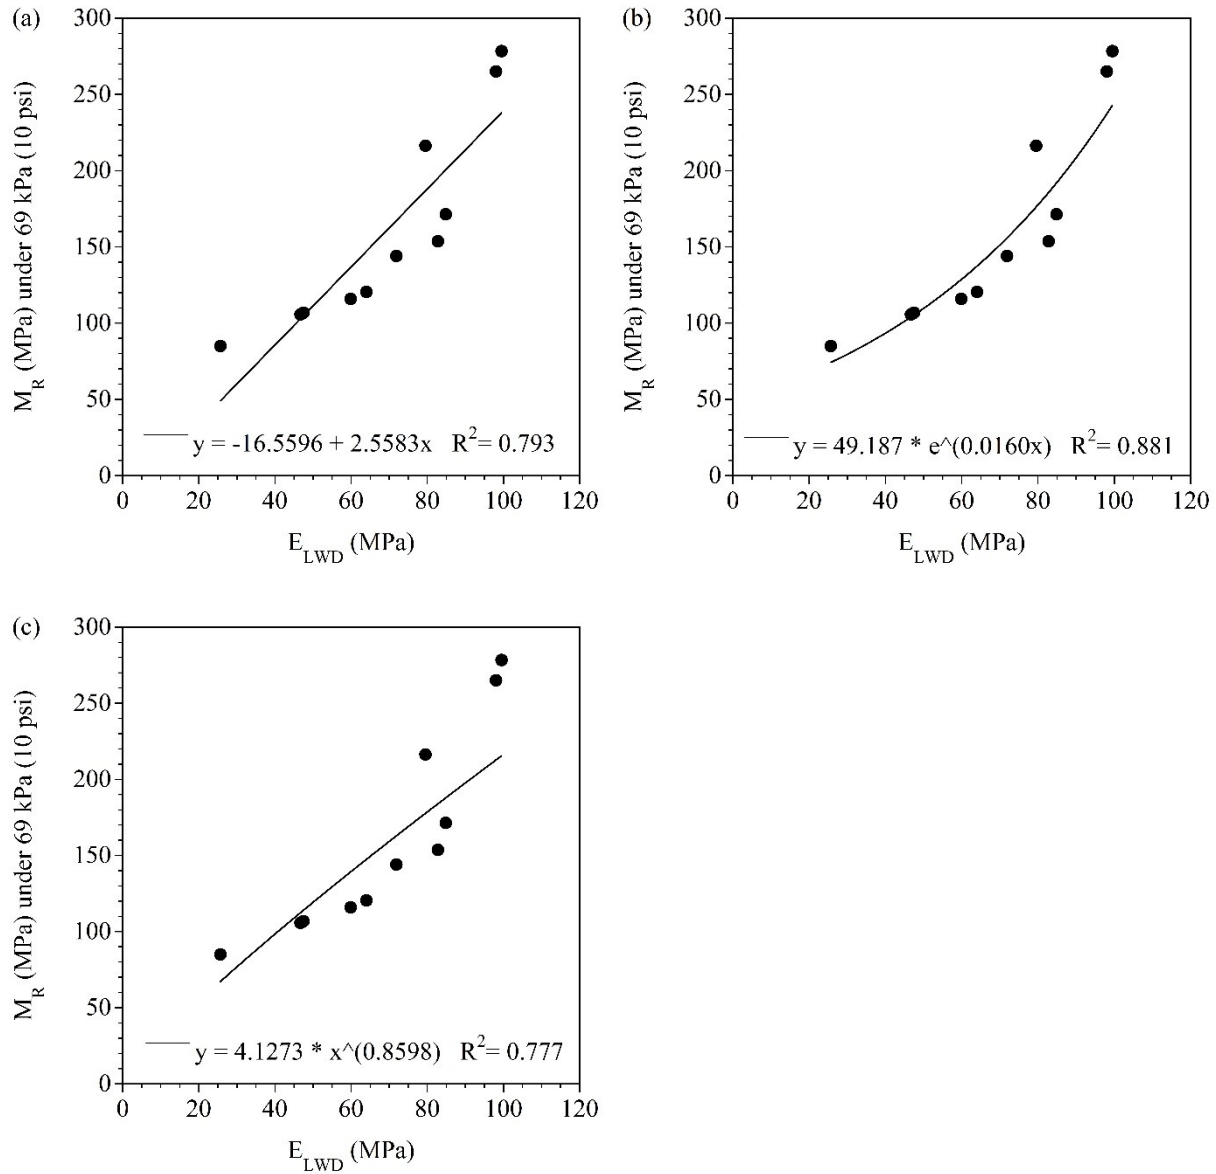 (a)
300
250
200
150
100
50
0
M_R (MPa) under 69 kPa (10 psi)
y = -16.5596 + 2.5583x R^2= 0.793
0 20 40 60 80 100 120
E_LWD (MPa)
(b)
300
250
200
150
100
50
0
M_R (MPa) under 69 kPa (10 psi)
y = 49.187 * e^(0.0160x) R^2= 0.881
0 20 40 60 80 100 120
E_LWD (MPa)
(c)
300
250
200
150
100
50
0
M_R (MPa) under 69 kPa (10 psi)
y = 4.1273 * x^(0.8598) R^2= 0.777
0 20 40 60 80 100 120
E_LWD (MPa)